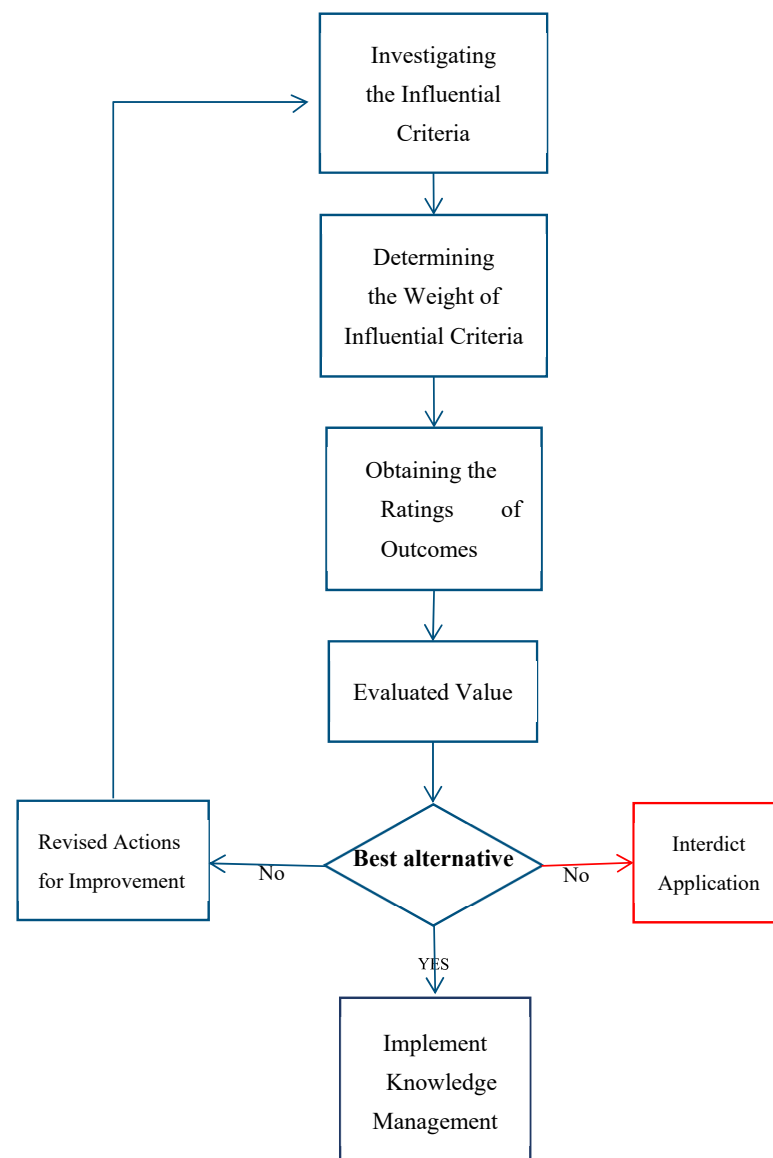 Investigating
the Influential
Criteria
Determining
the Weight of
Influential Criteria
Obtaining the
Ratings of
Outcomes
Evaluated Value
Best alternative
No
Revised Actions
for Improvement
No
Interdict
Application
YES
Implement
Knowledge
Management